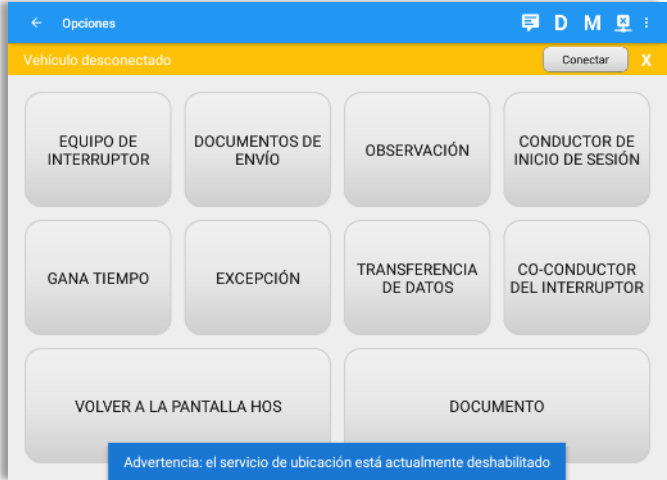 Opciones
D M
Vehículo desconectado
Conectar
X
EQUIPO DE
INTERRUPTOR
DOCUMENTOS DE
ENVÍO
OBSERVACIÓN
CONDUCTOR DE
INICIO DE SESIÓN
GANA TIEMPO
EXCEPCIÓN
TRANSFERENCIA
DE DATOS
CO-CONDUCTOR
DEL INTERRUPTOR
VOLVER A LA PANTALLA HOS
DOCUMENTO
Advertencia: el servicio de ubicación está actualmente deshabilitado